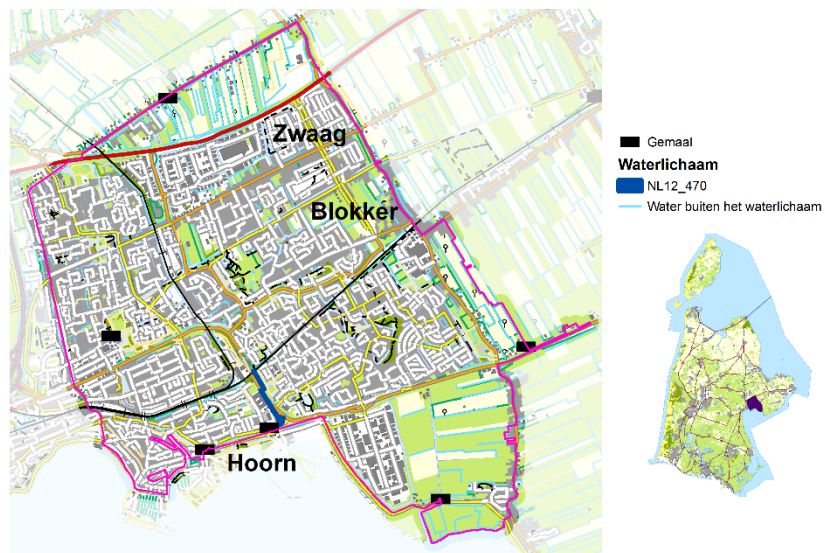 Zwaag
Blokker
Hoorn
Gemaal
Waterlichaam
NL12_470
Water buiten het waterlichaam